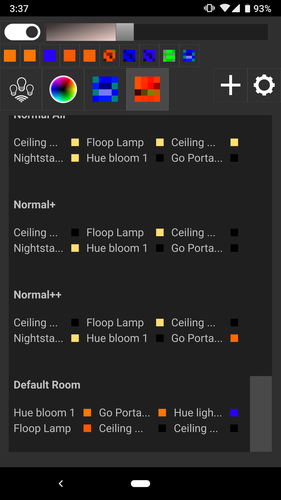 3:37 93%
Normal All
Ceiling ... Floop Lamp Ceiling ...
Nightsta... Hue bloom 1 Go Porta...
Normal+
Ceiling ... Floop Lamp Ceiling ...
Nightsta... Hue bloom 1 Go Porta...
Normal++
Ceiling ... Floop Lamp Ceiling ...
Nightsta... Hue bloom 1 Go Porta...
Default Room
Hue bloom 1 Go Porta... Hue ligh...
Floop Lamp Ceiling ... Ceiling ...